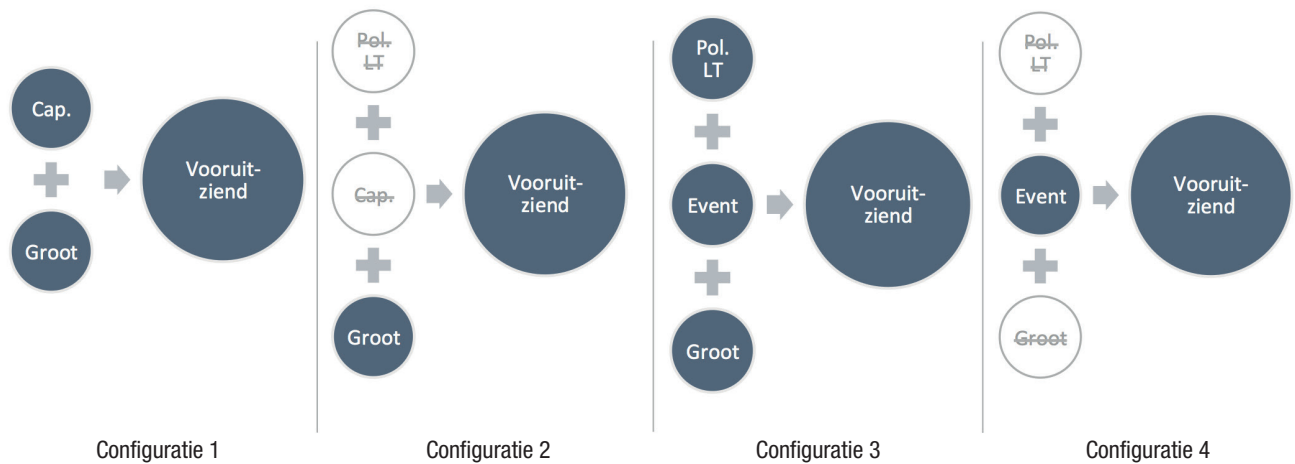 Cap.
Groot
Vooruit-
ziend
Configuratie 1
Pol.
LT
Cap.
Groot
Vooruit-
ziend
Configuratie 2
Pol.
LT
Event
Groot
Vooruit-
ziend
Configuratie 3
Pol.
LT
Event
Groot
Vooruit-
ziend
Configuratie 4